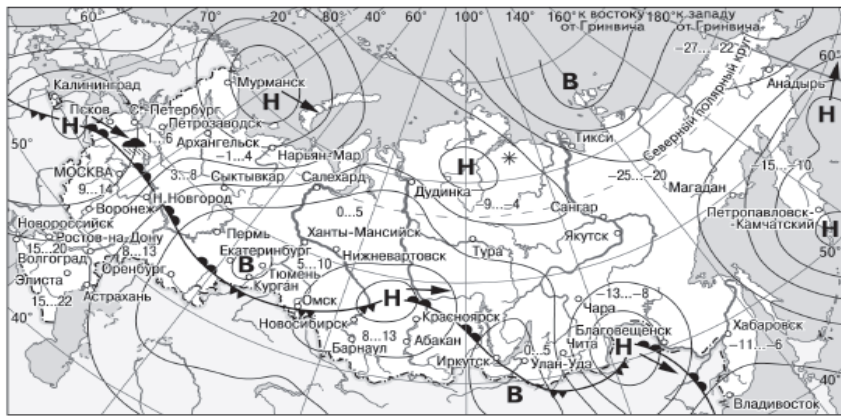 60° 70° 70° 80° 40° 60° 100° 140° 160° к востоку от Гринвича 180° к западу от Гринвича
-27...-22
60°
Калининград
Мурманск
Н
В
Северный полярный круг
Анадырь
Псков
С.-Петербург
Н
Петрозаводск
1...6
Архангельск
-1...4
Нарьян-Мар
Н
Тикси
Н
50°
МОСКВА
9...14
3...8
Сыктывкар
Салехард
Дудинка
-9...-4
-25...-20
-15...-10
Магадан
Сангар
Н.Новгород
Воронеж
0...5
Петропавловск-
Камчатский
Н
50°
Новороссийск
15...20
Ростов-на-Дону
Волгоград
8...13
Пермь
Ханты-Мансийск
Тура
Якутск
Екатеринбург
В
5...10
Нижневартовск
Тюмень
Оренбург
Курган
Элиста
15...22
Астрахань
Омск
Н
Чара
-13...-8
40°
Новосибирск
Красноярск
Благовещенск
Хабаровск
-11...-6
8...13
Барнаул
Абакан
Иркутск
0...5
Чита
Н
Улан-Удэ
В
40°
Владивосток